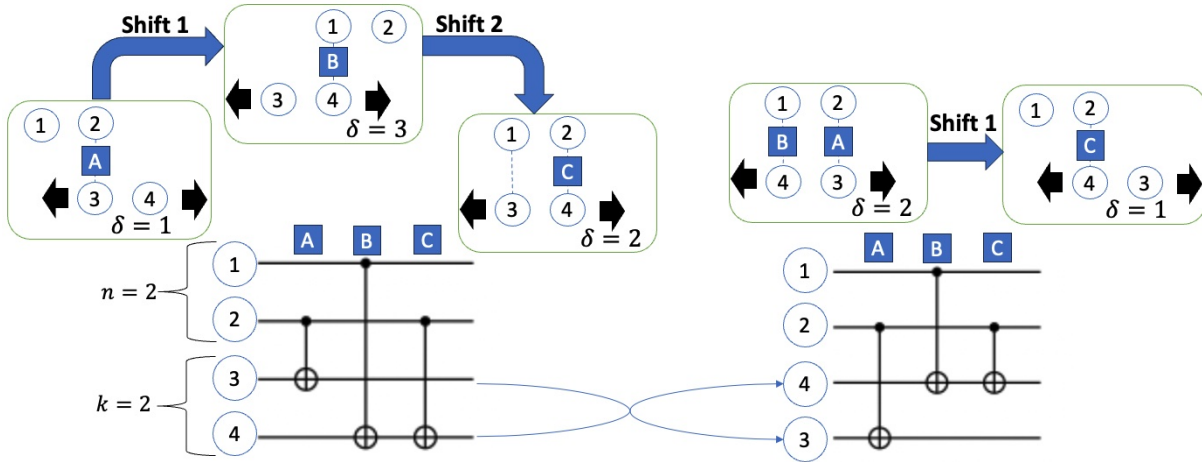 Shift 1
1 2
B
3 4
δ = 3
Shift 2
1 2
A
3 4
δ = 1
1 2
C
3 4
δ = 2
1 2
B A
4 3
δ = 2
Shift 1
1 2
C
4 3
δ = 1
A B C
n = 2
1
2
k = 2
3
4
A B C
1
2
4
3